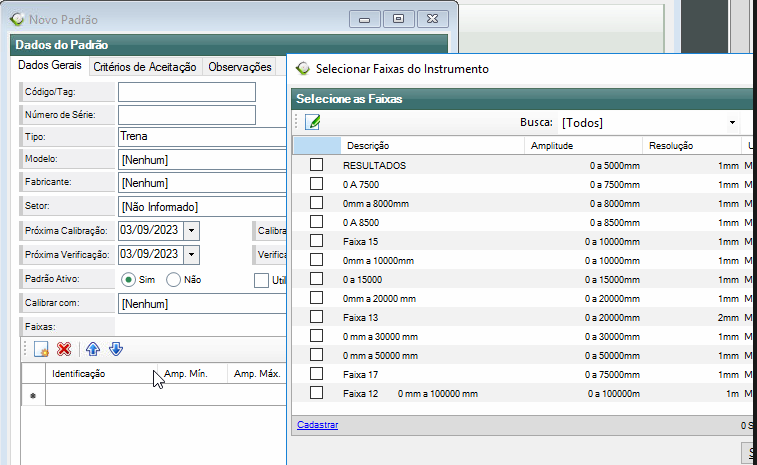 Novo Padrão
Dados do Padrão
Dados Gerais Critérios de Aceitação Observações
Código/Tag:
Número de Série:
Tipo: Trena
Modelo: [Nenhum]
Fabricante: [Nenhum]
Setor: [Não Informado]
Próxima Calibração: 03/09/2023 Calibra
Próxima Verificação: 03/09/2023 Verifica
Padrão Ativo: Sim Não Util
Calibrar com: [Nenhum]
Faixas:
Identificação Amp. Mín. Amp. Máx.
Selecionar Faixas do Instrumento
Selecione as Faixas
Busca: [Todos]
Descrição Amplitude Resolução U
RESULTADOS 0 a 5000mm 1mm M
0 A 7500 0 a 7500mm 1mm M
0mm a 8000mm 0 a 8000mm 1mm M
0 A 8500 0 a 8500mm 1mm M
Faixa 15 0 a 10000mm 1mm M
0mm a 10000mm 0 a 10000mm 1mm M
0 a 15000 0 a 15000mm 1mm M
0mm a 20000 mm 0 a 20000mm 1mm M
Faixa 13 0 a 20000mm 2mm M
0 mm a 30000 mm 0 a 30000mm 1mm M
0 mm a 50000 mm 0 a 50000mm 1mm M
Faixa 17 0 a 75000mm 1mm M
Faixa 12 0 mm a 100000 mm 0 a 100000m 1m M
Cadastrar 0 S
S